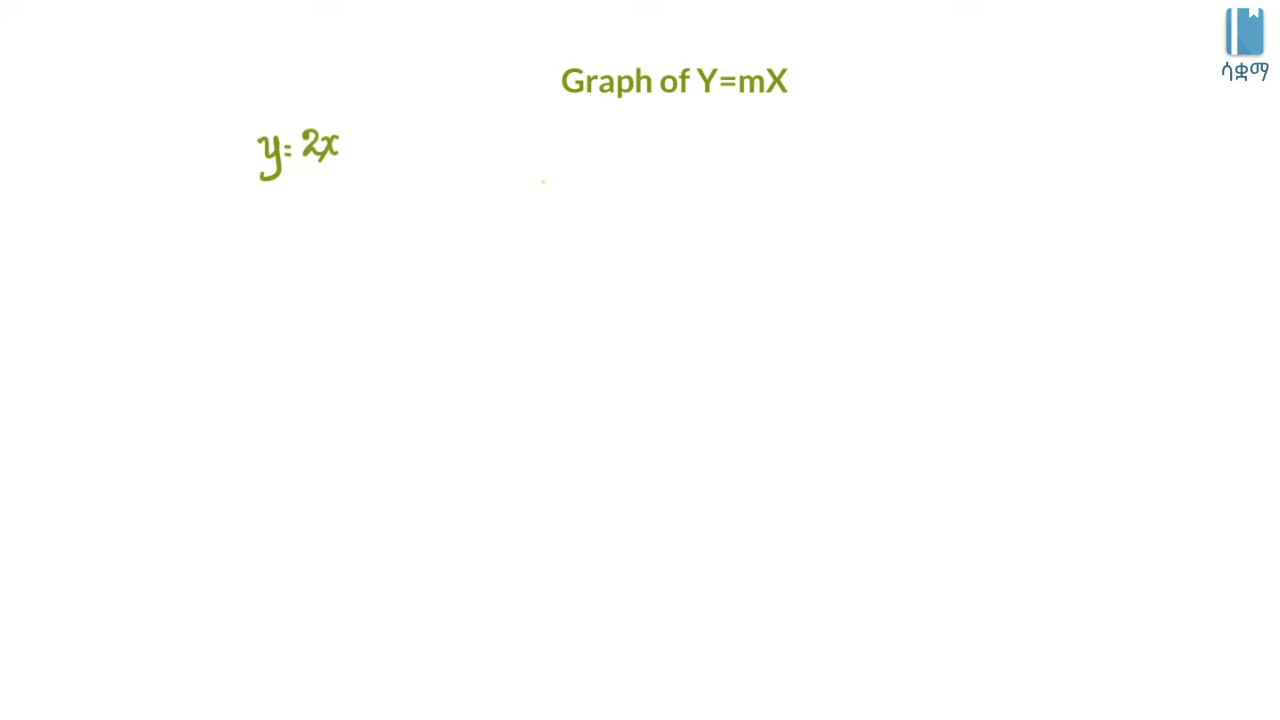 ሳቋማ
Graph of Y=mX
y = 2x